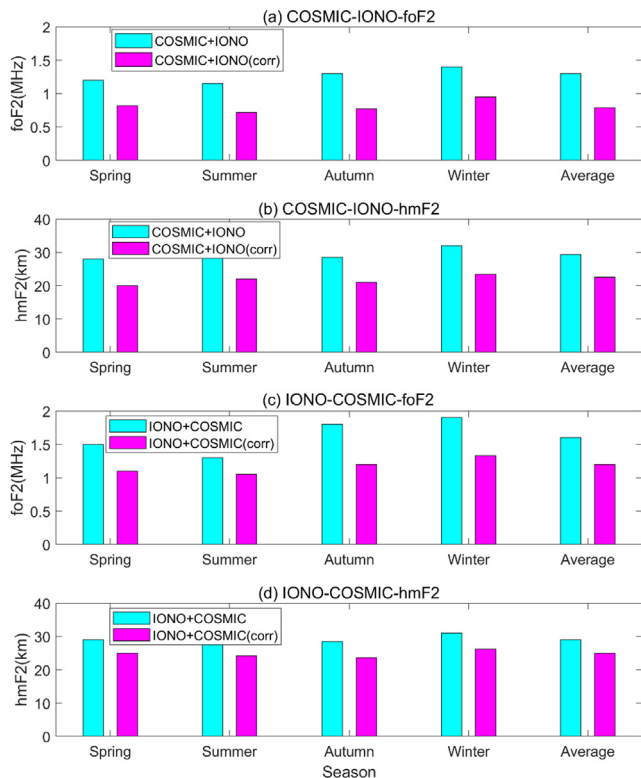 (a) COSMIC-IONO-foF2
2
1.5
1
0.5
0
foF2(MHz)
COSMIC+IONO
COSMIC+IONO(corr)
Spring Summer Autumn Winter Average
(b) COSMIC-IONO-hmF2
40
30
20
10
0
hmF2(km)
COSMIC+IONO
COSMIC+IONO(corr)
Spring Summer Autumn Winter Average
(c) IONO-COSMIC-foF2
2
1.5
1
0.5
0
foF2(MHz)
IONO+COSMIC
IONO+COSMIC(corr)
Spring Summer Autumn Winter Average
(d) IONO-COSMIC-hmF2
40
30
20
10
0
hmF2(km)
IONO+COSMIC
IONO+COSMIC(corr)
Spring Summer Autumn Winter Average
Season